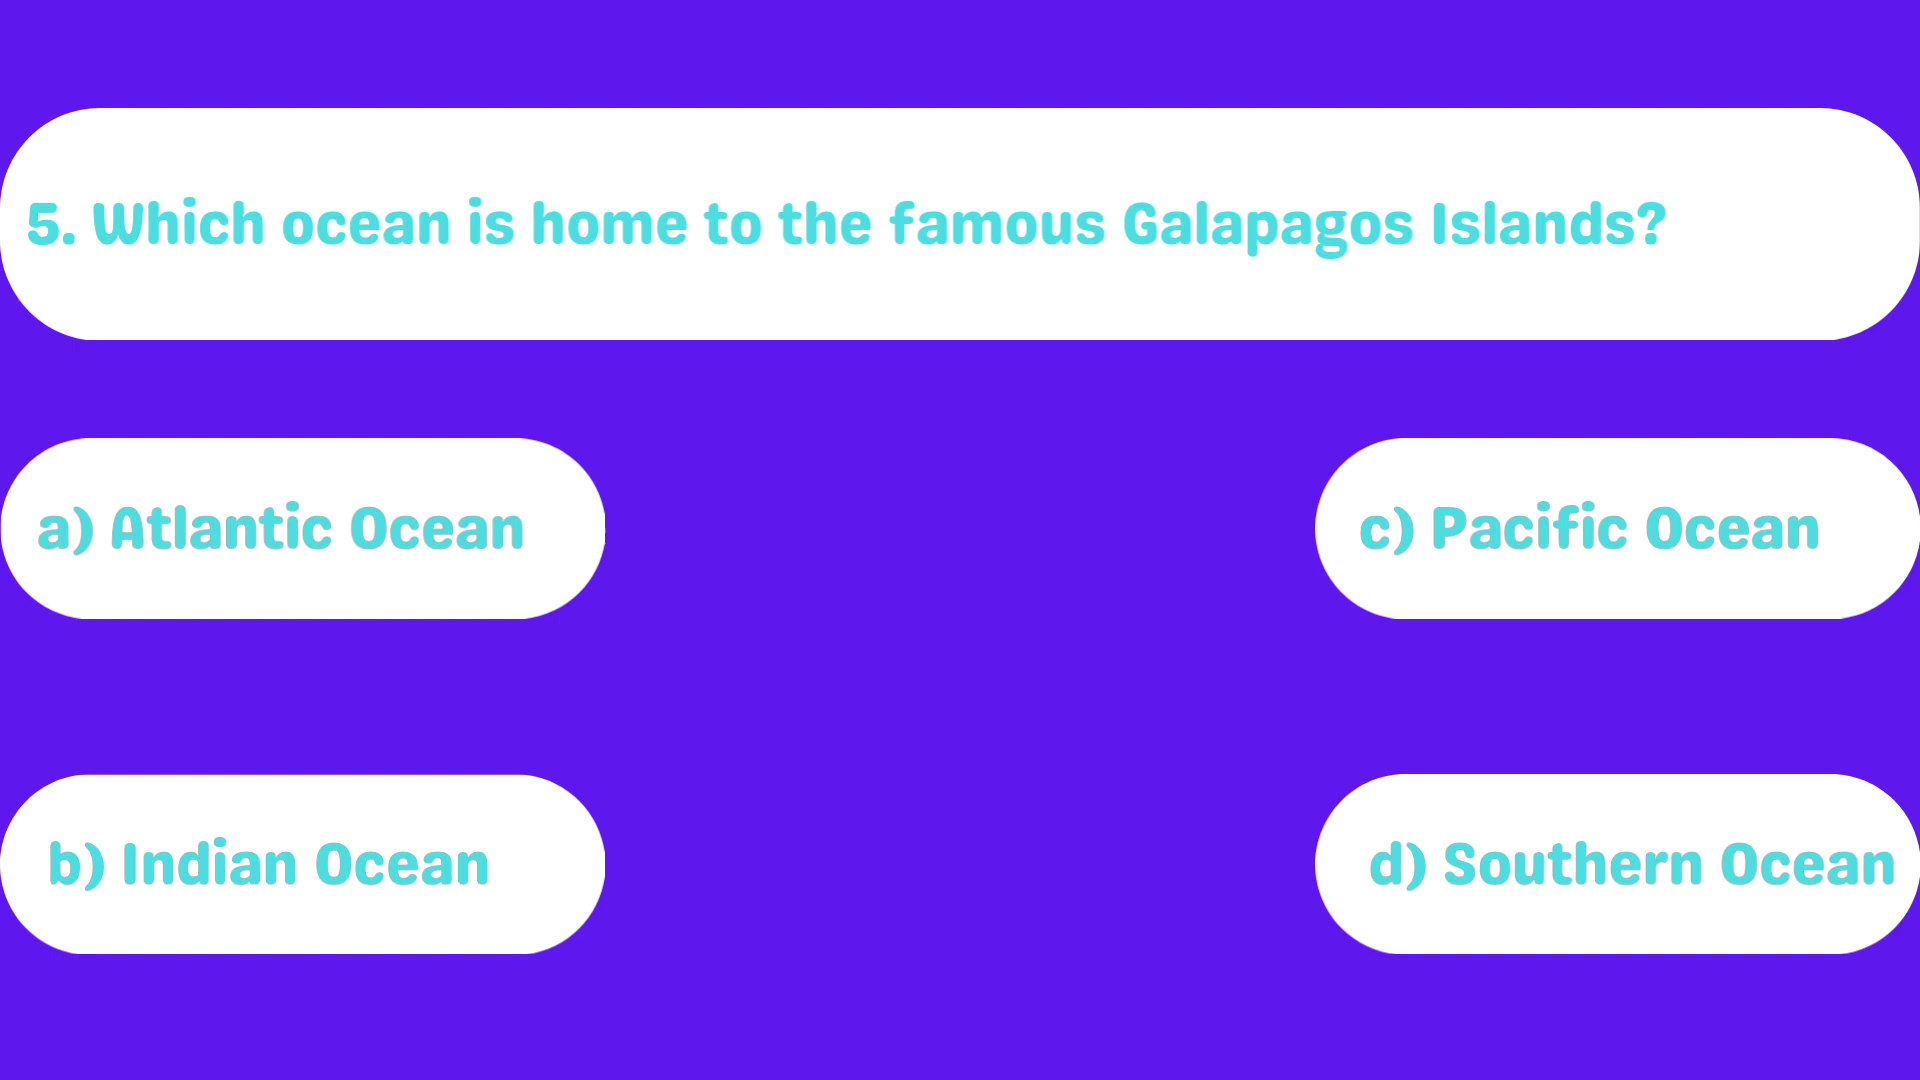 5. Which ocean is home to the famous Galapagos Islands?
a) Atlantic Ocean
b) Indian Ocean
c) Pacific Ocean
d) Southern Ocean